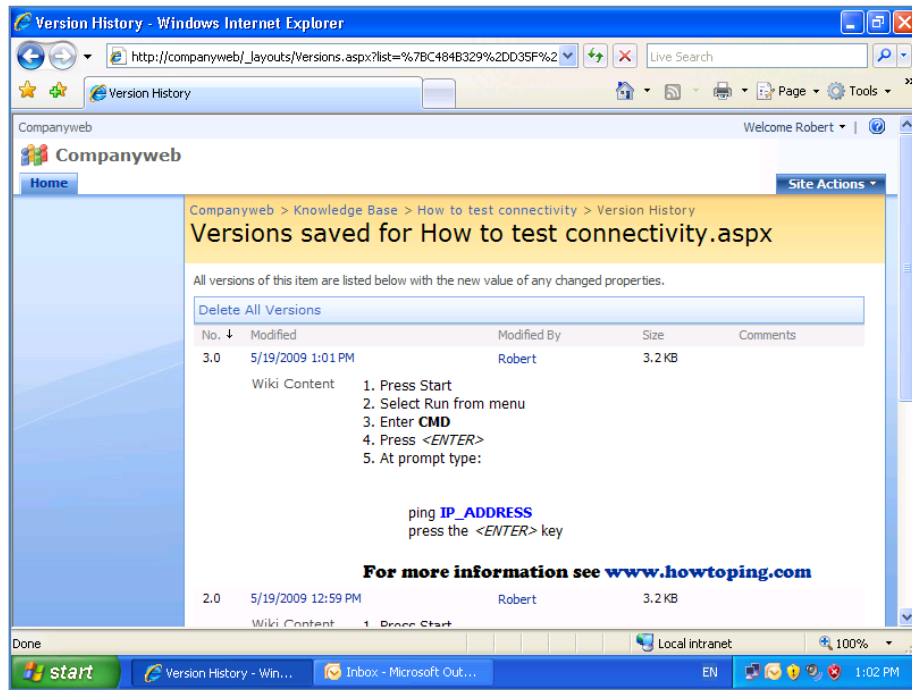 Version History - Windows Internet Explorer
http://companyweb/_layouts/Versions.aspx?list=%7BC484B329%2DD35F%2
Live Search
Version History
Page
Tools
»
Companyweb
Welcome Robert
Companyweb
Home
Site Actions
Companyweb > Knowledge Base > How to test connectivity > Version History
Versions saved for How to test connectivity.aspx
All versions of this item are listed below with the new value of any changed properties.
Delete All Versions
No. ↓ Modified Modified By Size Comments
3.0 5/19/2009 1:01 PM Robert 3.2 KB
Wiki Content 1. Press Start
2. Select Run from menu
3. Enter CMD
4. Press <ENTER>
5. At prompt type:
ping IP_ADDRESS
press the <ENTER> key
For more information see www.howtoping.com
2.0 5/19/2009 12:59 PM Robert 3.2 KB
Wiki Content 1. Press Start
Done Local intranet 100%
start Version History - Win... Inbox - Microsoft Out... EN 1:02 PM